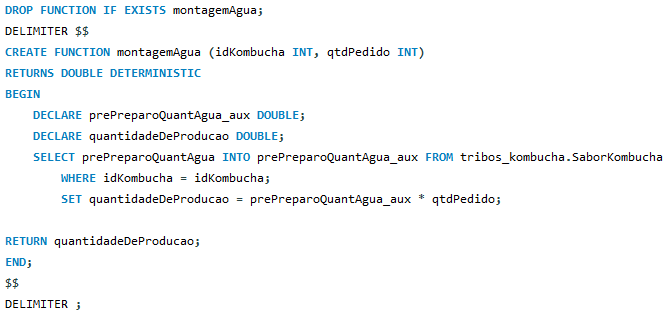 DROP FUNCTION IF EXISTS montagemAgua;
DELIMITER $$
CREATE FUNCTION montagemAgua (idKombucha INT, qtdPedido INT)
RETURNS DOUBLE DETERMINISTIC
BEGIN
    DECLARE prePreparoQuantAgua_aux DOUBLE;
    DECLARE quantidadeDeProducao DOUBLE;
    SELECT prePreparoQuantAgua INTO prePreparoQuantAgua_aux FROM tribos_kombucha.SaborKombucha
        WHERE idKombucha = idKombucha;
        SET quantidadeDeProducao = prePreparoQuantAgua_aux * qtdPedido;
RETURN quantidadeDeProducao;
END;
$$
DELIMITER ;